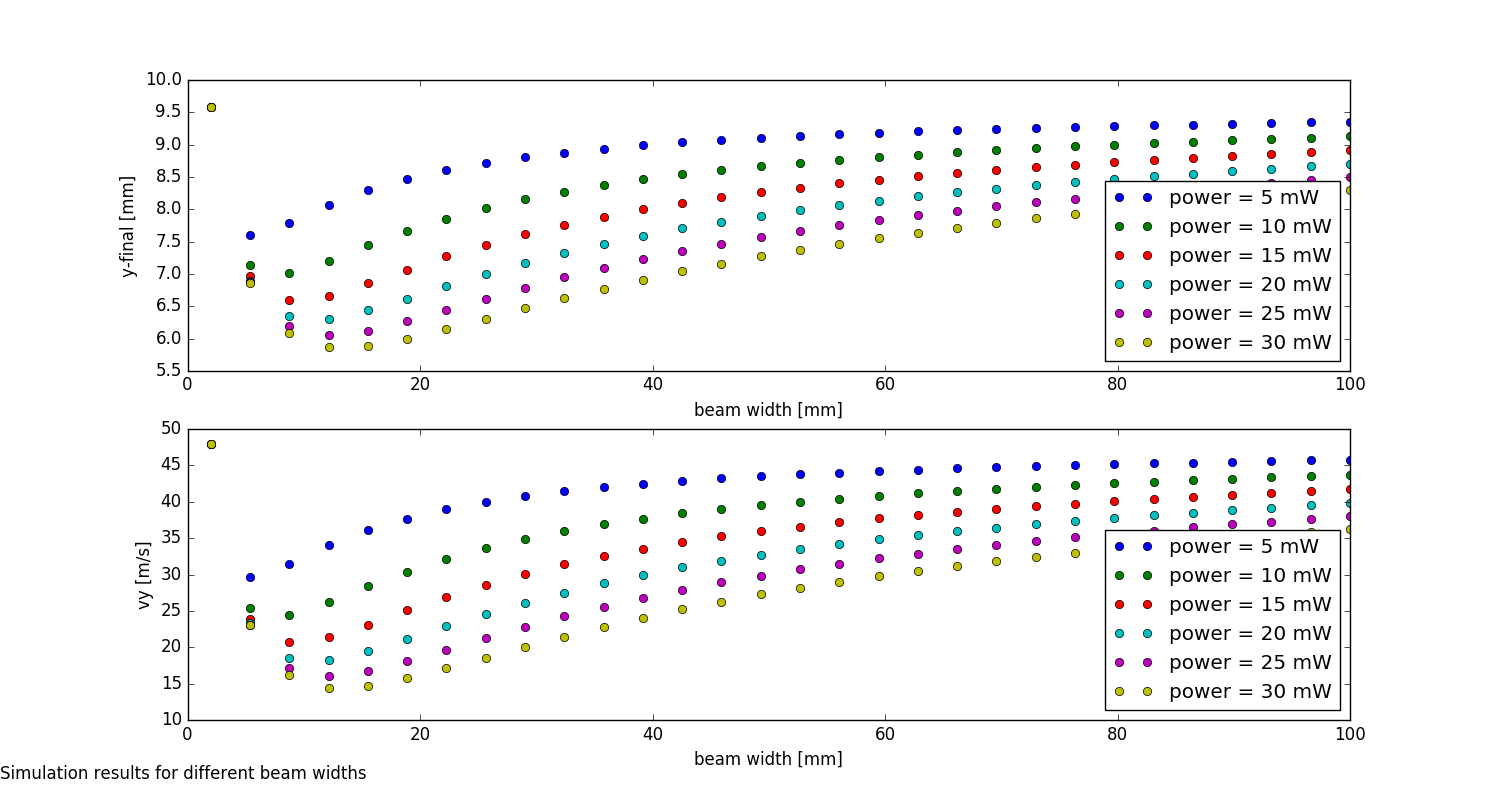 10.0
9.5
9.0
8.5
8.0
7.5
7.0
6.5
6.0
5.5
y-final [mm]
power = 5 mW
power = 10 mW
power = 15 mW
power = 20 mW
power = 25 mW
power = 30 mW
0 20 40 60 80 100
beam width [mm]
50
45
40
35
30
25
20
15
10
vy [m/s]
power = 5 mW
power = 10 mW
power = 15 mW
power = 20 mW
power = 25 mW
power = 30 mW
0 20 40 60 80 100
beam width [mm]
Simulation results for different beam widths